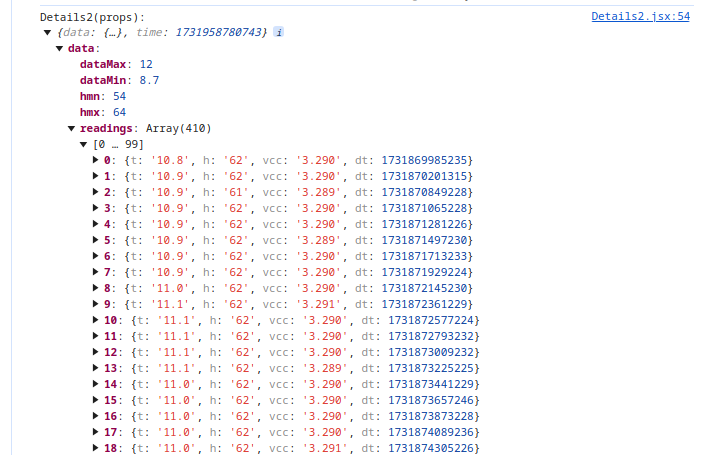 Details2(props): Details2.jsx:54
▼ {data: {…}, time: 1731958780743} i
▼ data:
dataMax: 12
dataMin: 8.7
hmn: 54
hmx: 64
▼ readings: Array(410)
▼ [0 … 99]
▶ 0: {t: '10.8', h: '62', vcc: '3.290', dt: 1731869985235}
▶ 1: {t: '10.9', h: '62', vcc: '3.290', dt: 1731870201315}
▶ 2: {t: '10.9', h: '61', vcc: '3.289', dt: 1731870849228}
▶ 3: {t: '10.9', h: '62', vcc: '3.290', dt: 1731871065228}
▶ 4: {t: '10.9', h: '62', vcc: '3.290', dt: 1731871281226}
▶ 5: {t: '10.9', h: '62', vcc: '3.289', dt: 1731871497230}
▶ 6: {t: '10.9', h: '62', vcc: '3.290', dt: 1731871713233}
▶ 7: {t: '10.9', h: '62', vcc: '3.290', dt: 1731871929224}
▶ 8: {t: '11.0', h: '62', vcc: '3.290', dt: 1731872145230}
▶ 9: {t: '11.1', h: '62', vcc: '3.291', dt: 1731872361229}
▶ 10: {t: '11.1', h: '62', vcc: '3.290', dt: 1731872577224}
▶ 11: {t: '11.1', h: '62', vcc: '3.290', dt: 1731872793232}
▶ 12: {t: '11.1', h: '62', vcc: '3.290', dt: 1731873009232}
▶ 13: {t: '11.1', h: '62', vcc: '3.289', dt: 1731873225225}
▶ 14: {t: '11.0', h: '62', vcc: '3.290', dt: 1731873441229}
▶ 15: {t: '11.0', h: '62', vcc: '3.290', dt: 1731873657246}
▶ 16: {t: '11.0', h: '62', vcc: '3.290', dt: 1731873873228}
▶ 17: {t: '11.0', h: '62', vcc: '3.290', dt: 1731874089236}
▶ 18: {t: '11.0', h: '62', vcc: '3.291', dt: 1731874305226}